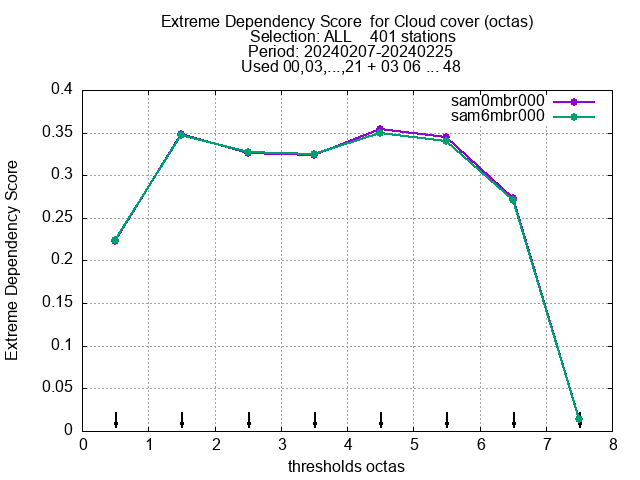 Extreme Dependency Score  for Cloud cover (octas)
Selection: ALL    401 stations
Period: 20240207-20240225
Used 00,03,...,21 + 03 06 ... 48
sam0mbr000
sam6mbr000
Extreme Dependency Score
0.4
0.35
0.3
0.25
0.2
0.15
0.1
0.05
0
0 1 2 3 4 5 6 7 8
thresholds octas